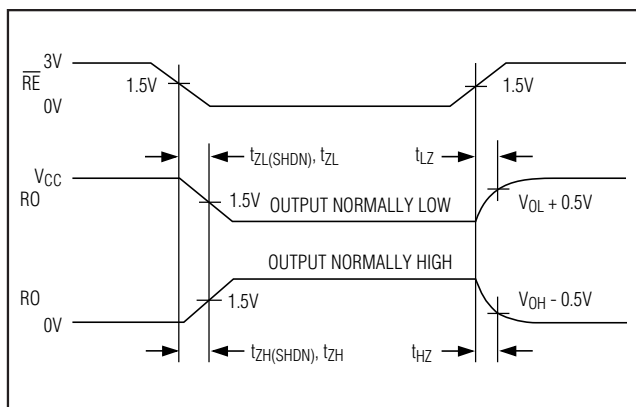 3V
R̅E̅
1.5V
1.5V
0V
tZL(SHDN), tZL
tLZ
VCC
RO
1.5V
OUTPUT NORMALLY LOW
VOL + 0.5V
OUTPUT NORMALLY HIGH
RO
1.5V
VOH - 0.5V
0V
tZH(SHDN), tZH
tHZ